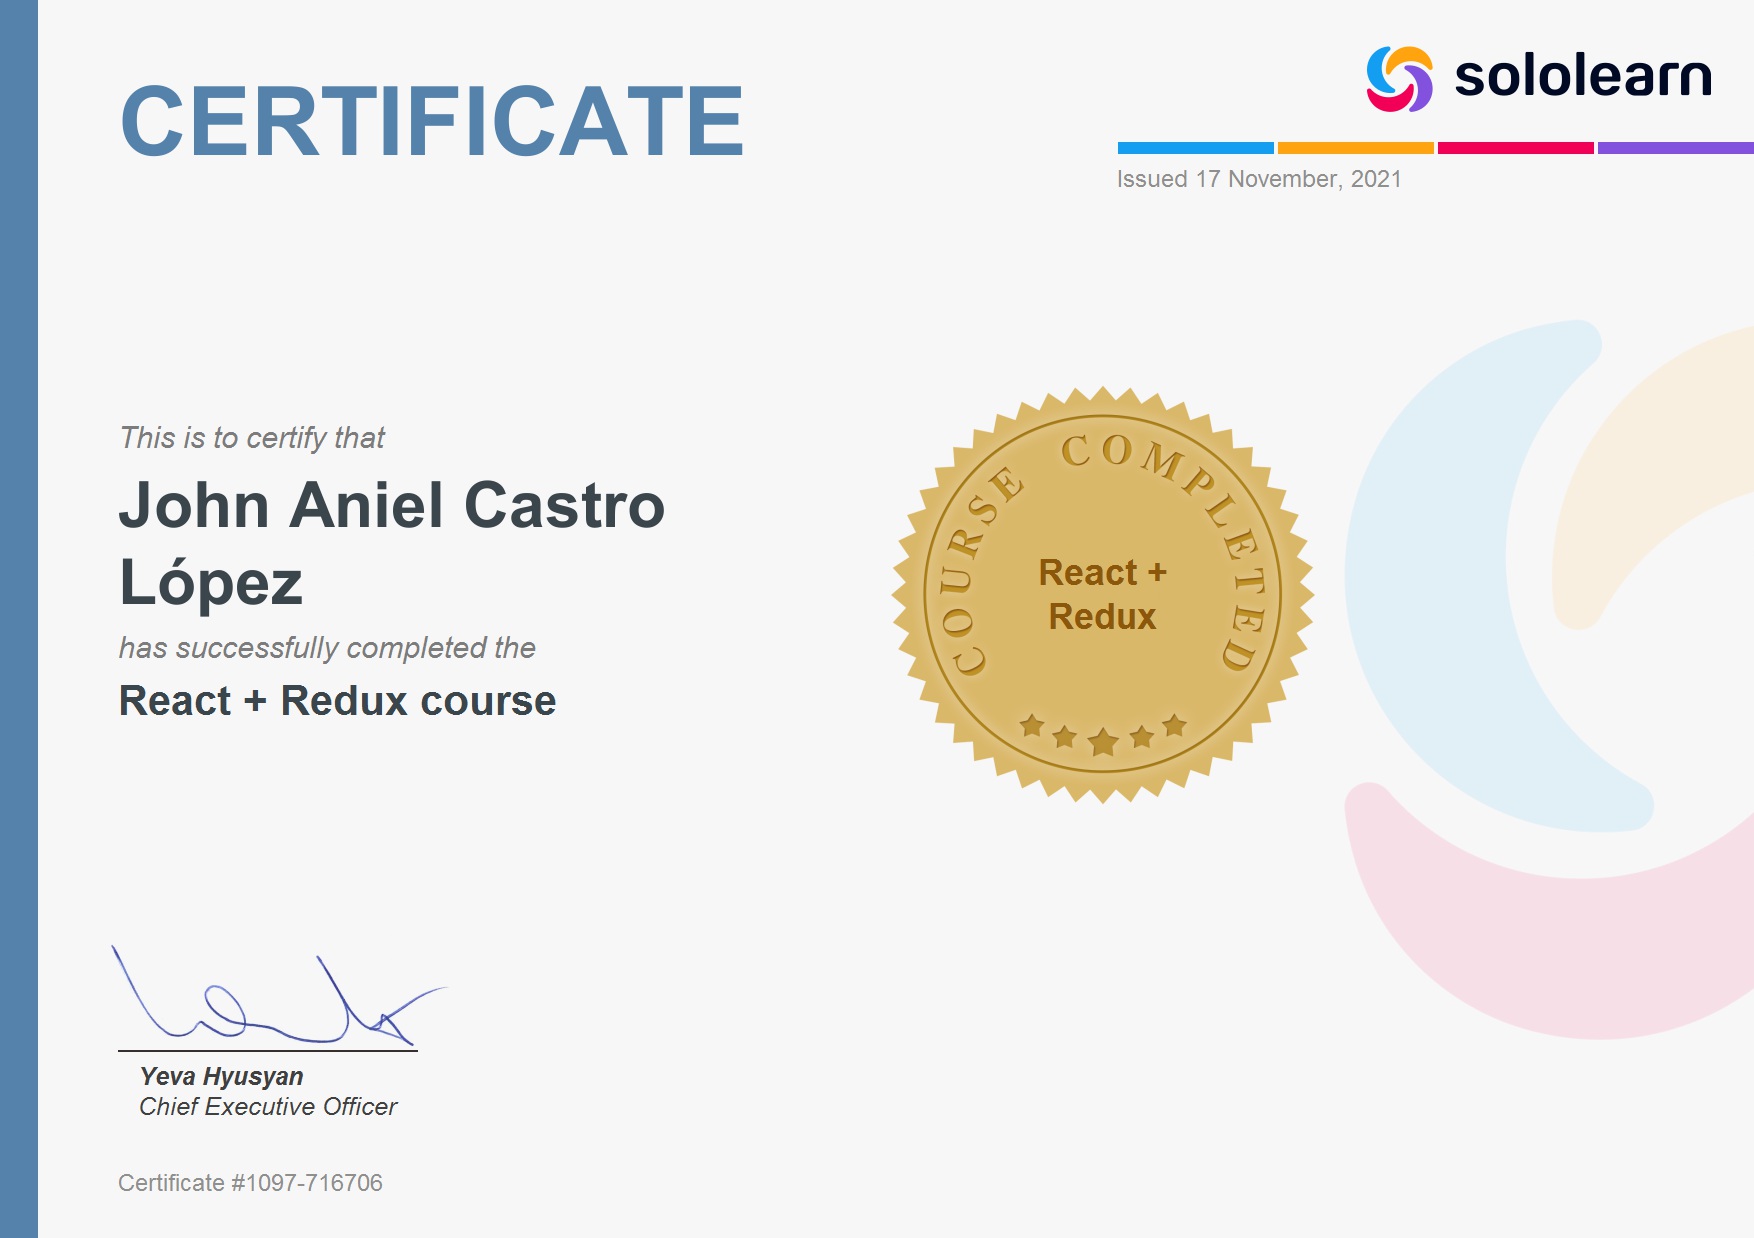 CERTIFICATE
sololearn
Issued 17 November, 2021
This is to certify that
John Aniel Castro
López
has successfully completed the
React + Redux course
COURSE COMPLETED
React +
Redux
Yeva Hyusyan
Chief Executive Officer
Certificate #1097-716706